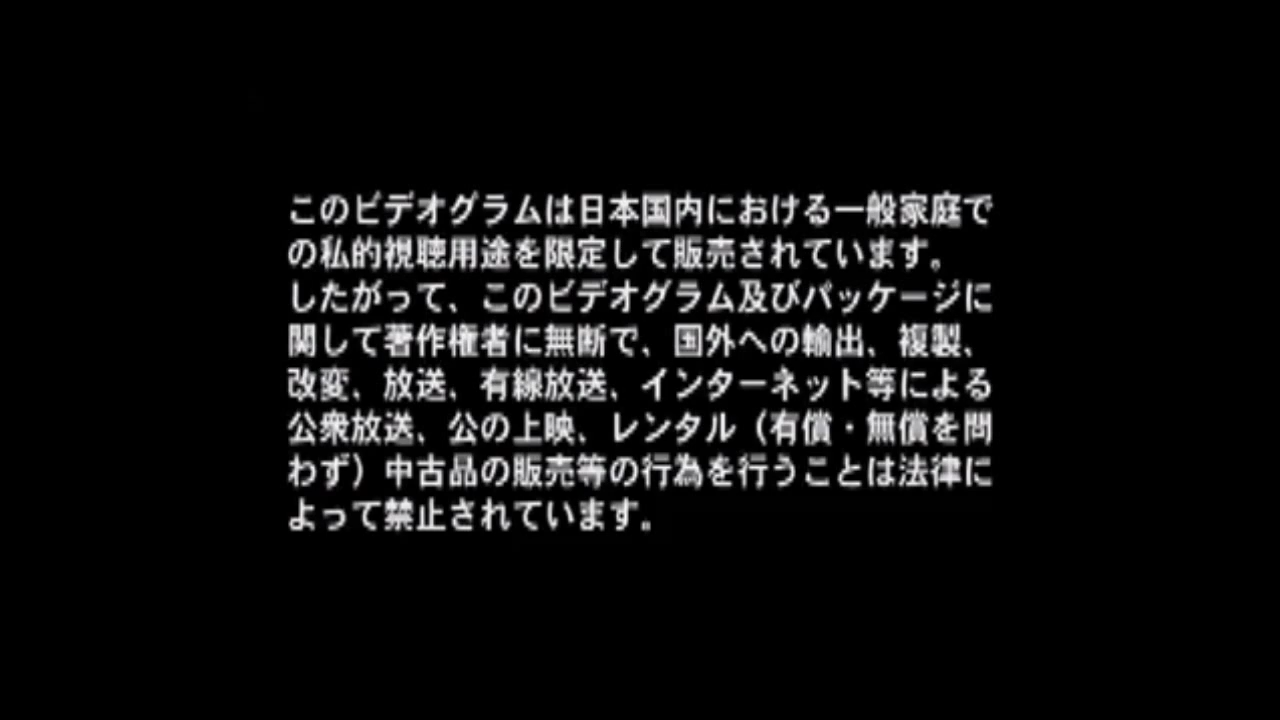 このビデオグラムは日本国内における一般家庭で
の私的視聴用途を限定して販売されています。
したがって、このビデオグラム及びパッケージに
関して著作権者に無断で、国外への輸出、複製、
改変、放送、有線放送、インターネット等による
公衆放送、公の上映、レンタル（有償・無償を問
わず）中古品の販売等の行為を行うことは法律に
よって禁止されています。